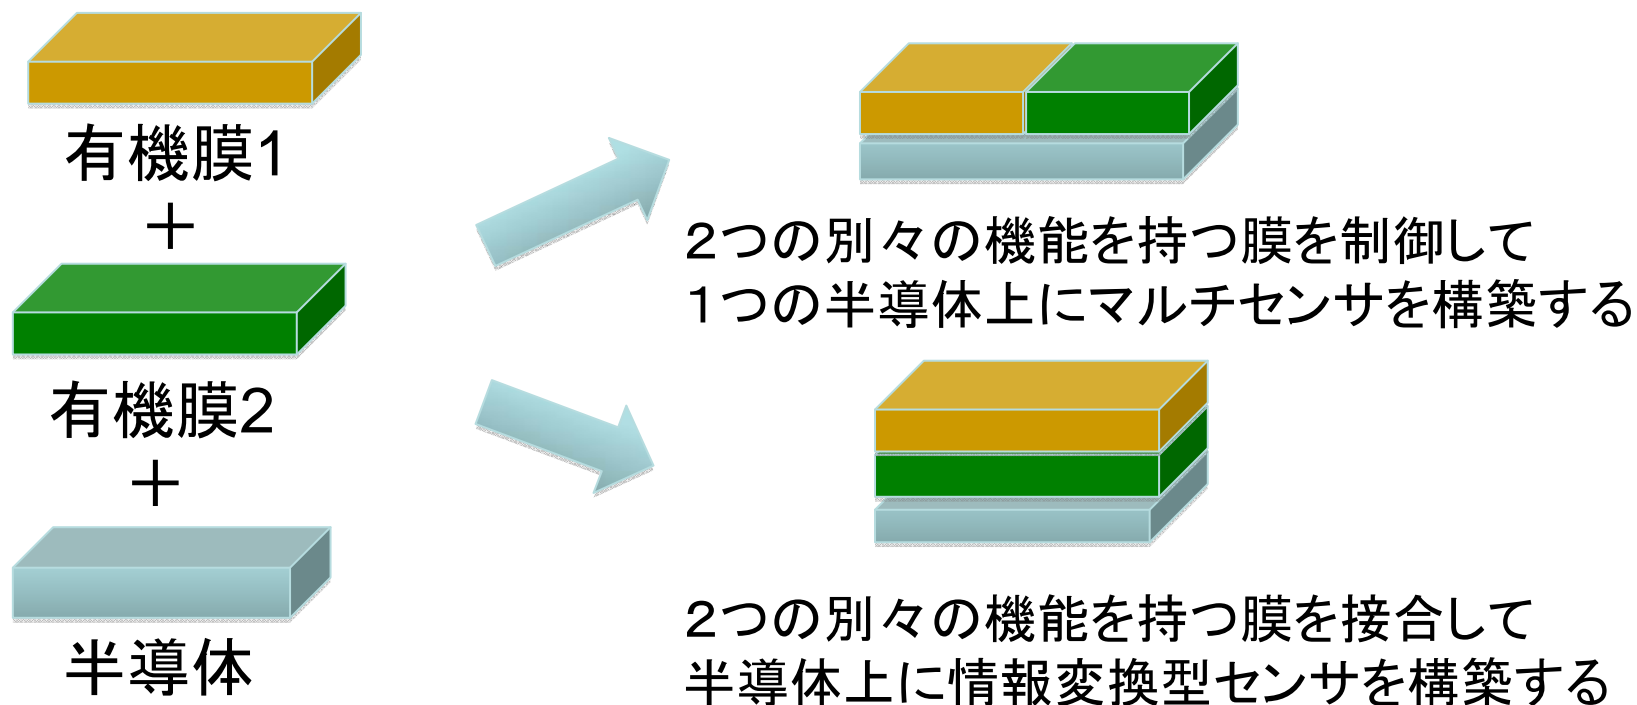 有機膜1
＋
有機膜2
＋
半導体
２つの別々の機能を持つ膜を制御して
１つの半導体上にマルチセンサを構築する
２つの別々の機能を持つ膜を接合して
半導体上に情報変換型センサを構築する